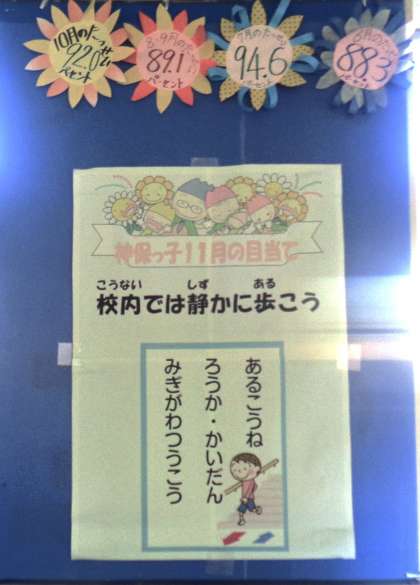 10月のたっせい
92.0
パーセント
8・9月のたっせい
89.1
パーセント
7月のたっせい
94.6
パーセント
6月のたっせい
88.3
パーセント
神保っ子11月の目当て
こうない しず ある
校内では静かに歩こう
あるこうね
ろうか・かいだん
みぎがわつうこう